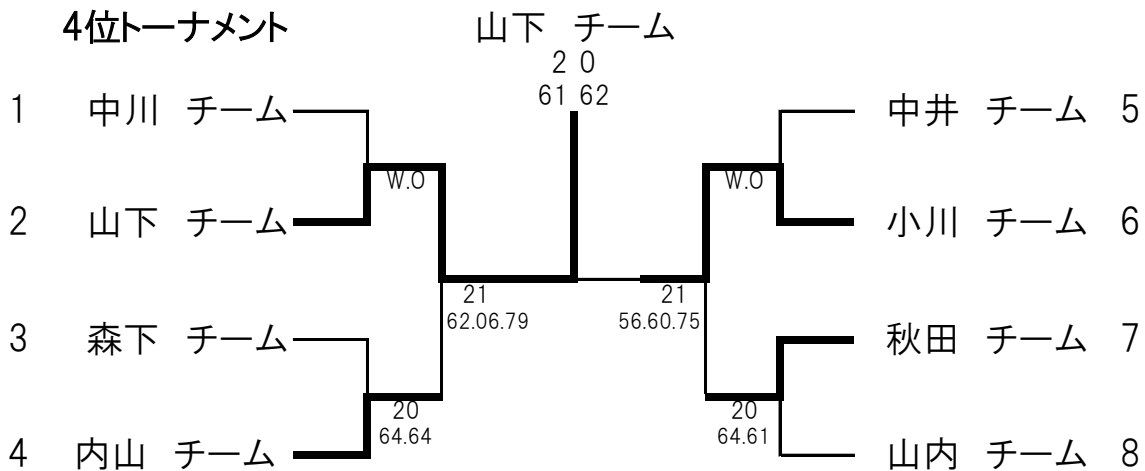 4位トーナメント
山下 チーム
2 0
61 62
1 中川 チーム
中井 チーム 5
W.O
W.O
2 山下 チーム
小川 チーム 6
21
62.06.79
21
56.60.75
3 森下 チーム
秋田 チーム 7
20
64.64
20
64.61
4 内山 チーム
山内 チーム 8